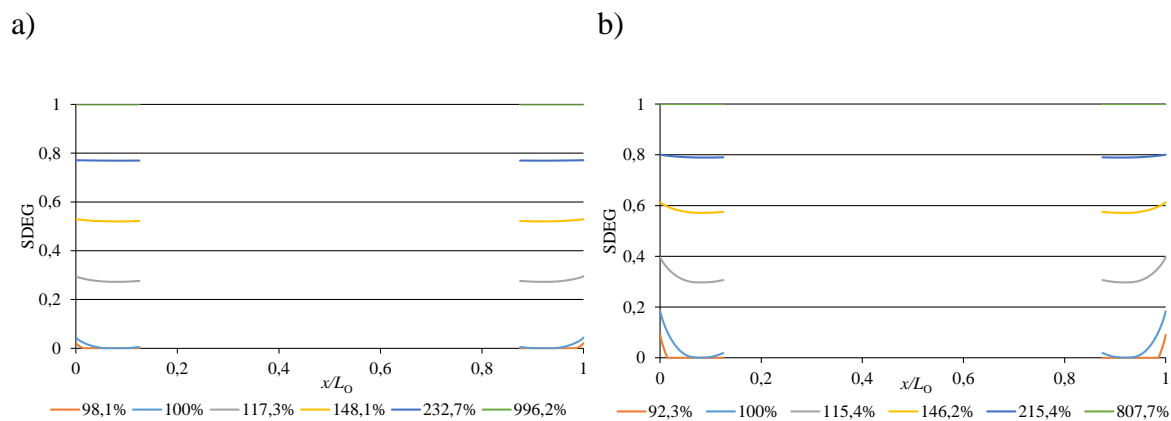 a)
1
0,8
0,6
0,4
0,2
0
SDEG
0 0,2 0,4 0,6 0,8 1
x/LO
98,1% 100% 117,3% 148,1% 232,7% 996,2%
b)
1
0,8
0,6
0,4
0,2
0
SDEG
0 0,2 0,4 0,6 0,8 1
x/LO
92,3% 100% 115,4% 146,2% 215,4% 807,7%